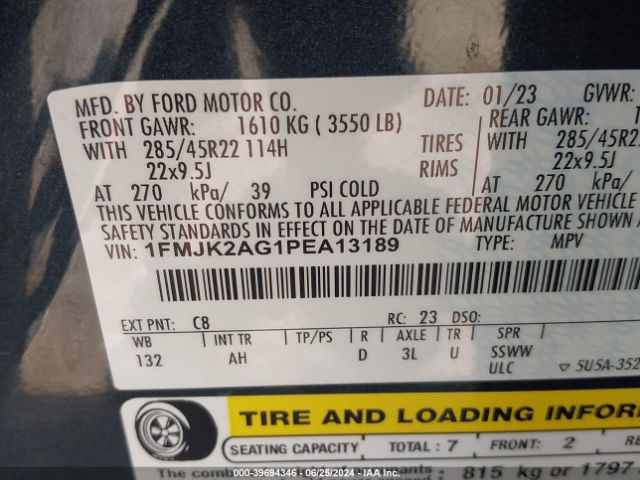 MFD. BY FORD MOTOR CO. DATE: 01/23 GVWR:
FRONT GAWR: 1610 KG ( 3550 LB) REAR GAWR: 1
WITH 285/45R22 114H TIRES WITH 285/45R2
22x9.5J RIMS 22x9.5J
AT 270 kPa/ 39 PSI COLD AT 270 kPa/
THIS VEHICLE CONFORMS TO ALL APPLICABLE FEDERAL MOTOR VEHICLE
SAFETY STANDARDS IN EFFECT ON THE DATE OF MANUFACTURE SHOWN
VIN: 1FMJK2AG1PEA13189 TYPE: MPV
EXT PNT: C8 RC: 23 DSO:
WB INT TR TP/PS R AXLE TR SPR
132 AH D 3L U SSWW
ULC ▽ 5U5A-352
TIRE AND LOADING INFOR
SEATING CAPACITY TOTAL : 7 FRONT: 2 RE
The comb 815 kg or 1797
00-39694346 - 06/25/2024 - IAA Inc.